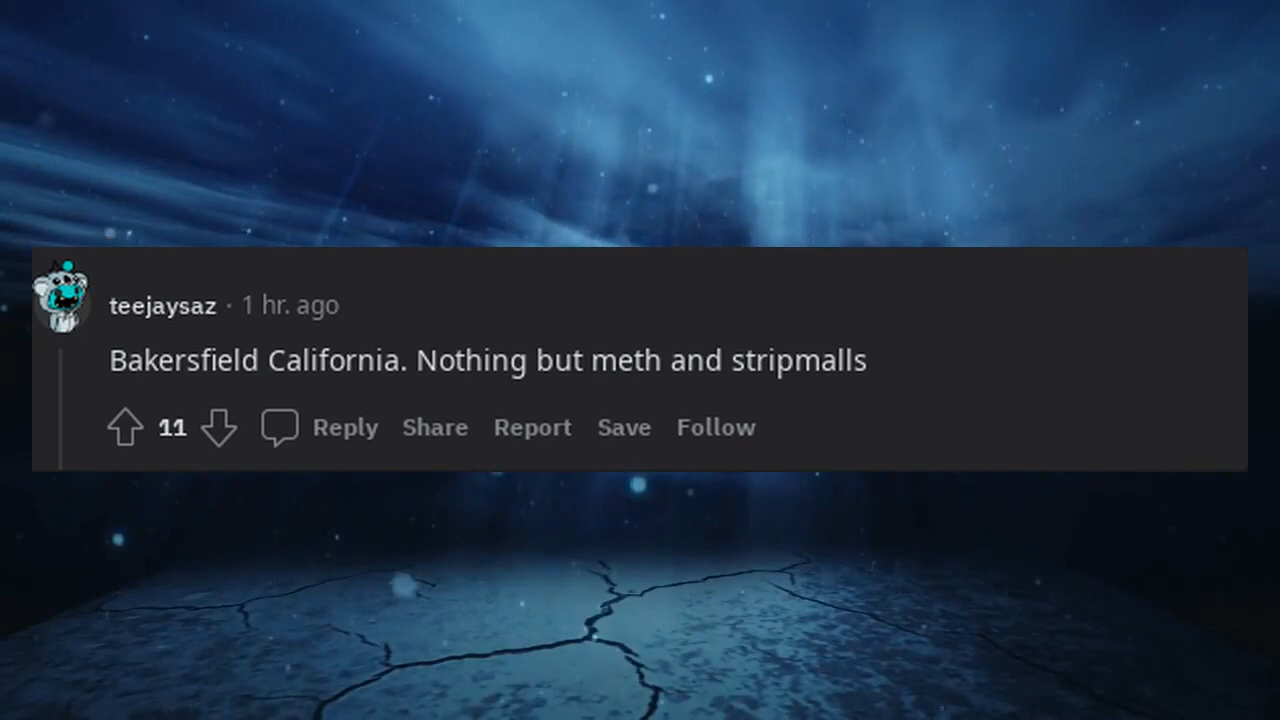 teejaysaz · 1 hr. ago
Bakersfield California. Nothing but meth and stripmalls
11 Reply Share Report Save Follow